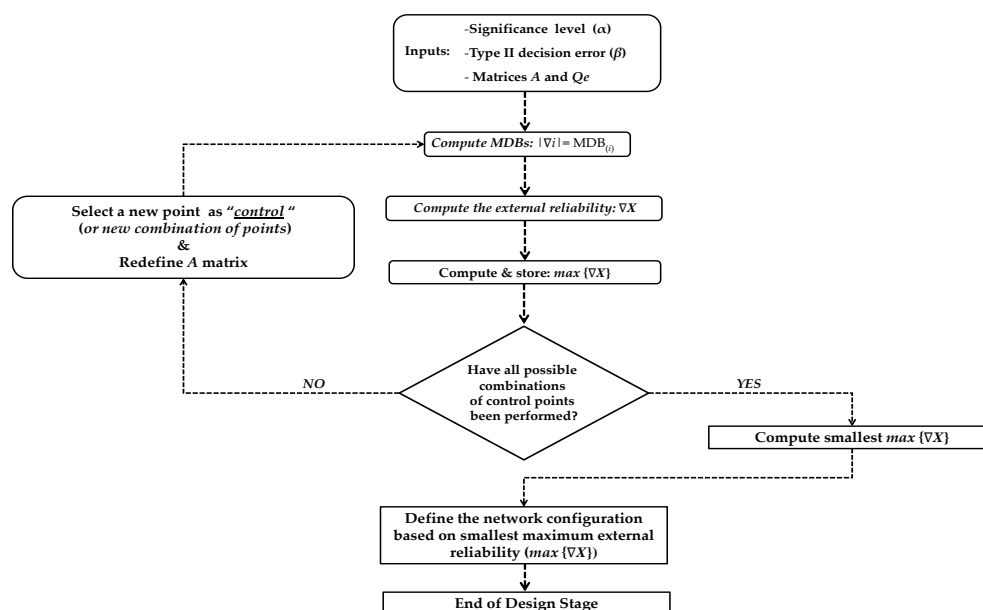 -Significance level (α)
Inputs: -Type II decision error (β)
- Matrices A and Qe
Compute MDBs: |∇i|= MDB(i)
Select a new point as "control "
(or new combination of points)
&
Redefine A matrix
Compute the external reliability: ∇X
Compute & store: max {∇X}
Have all possible
combinations
of control points
been performed?
NO
YES
Compute smallest max {∇X}
Define the network configuration
based on smallest maximum external
reliability (max {∇X})
End of Design Stage